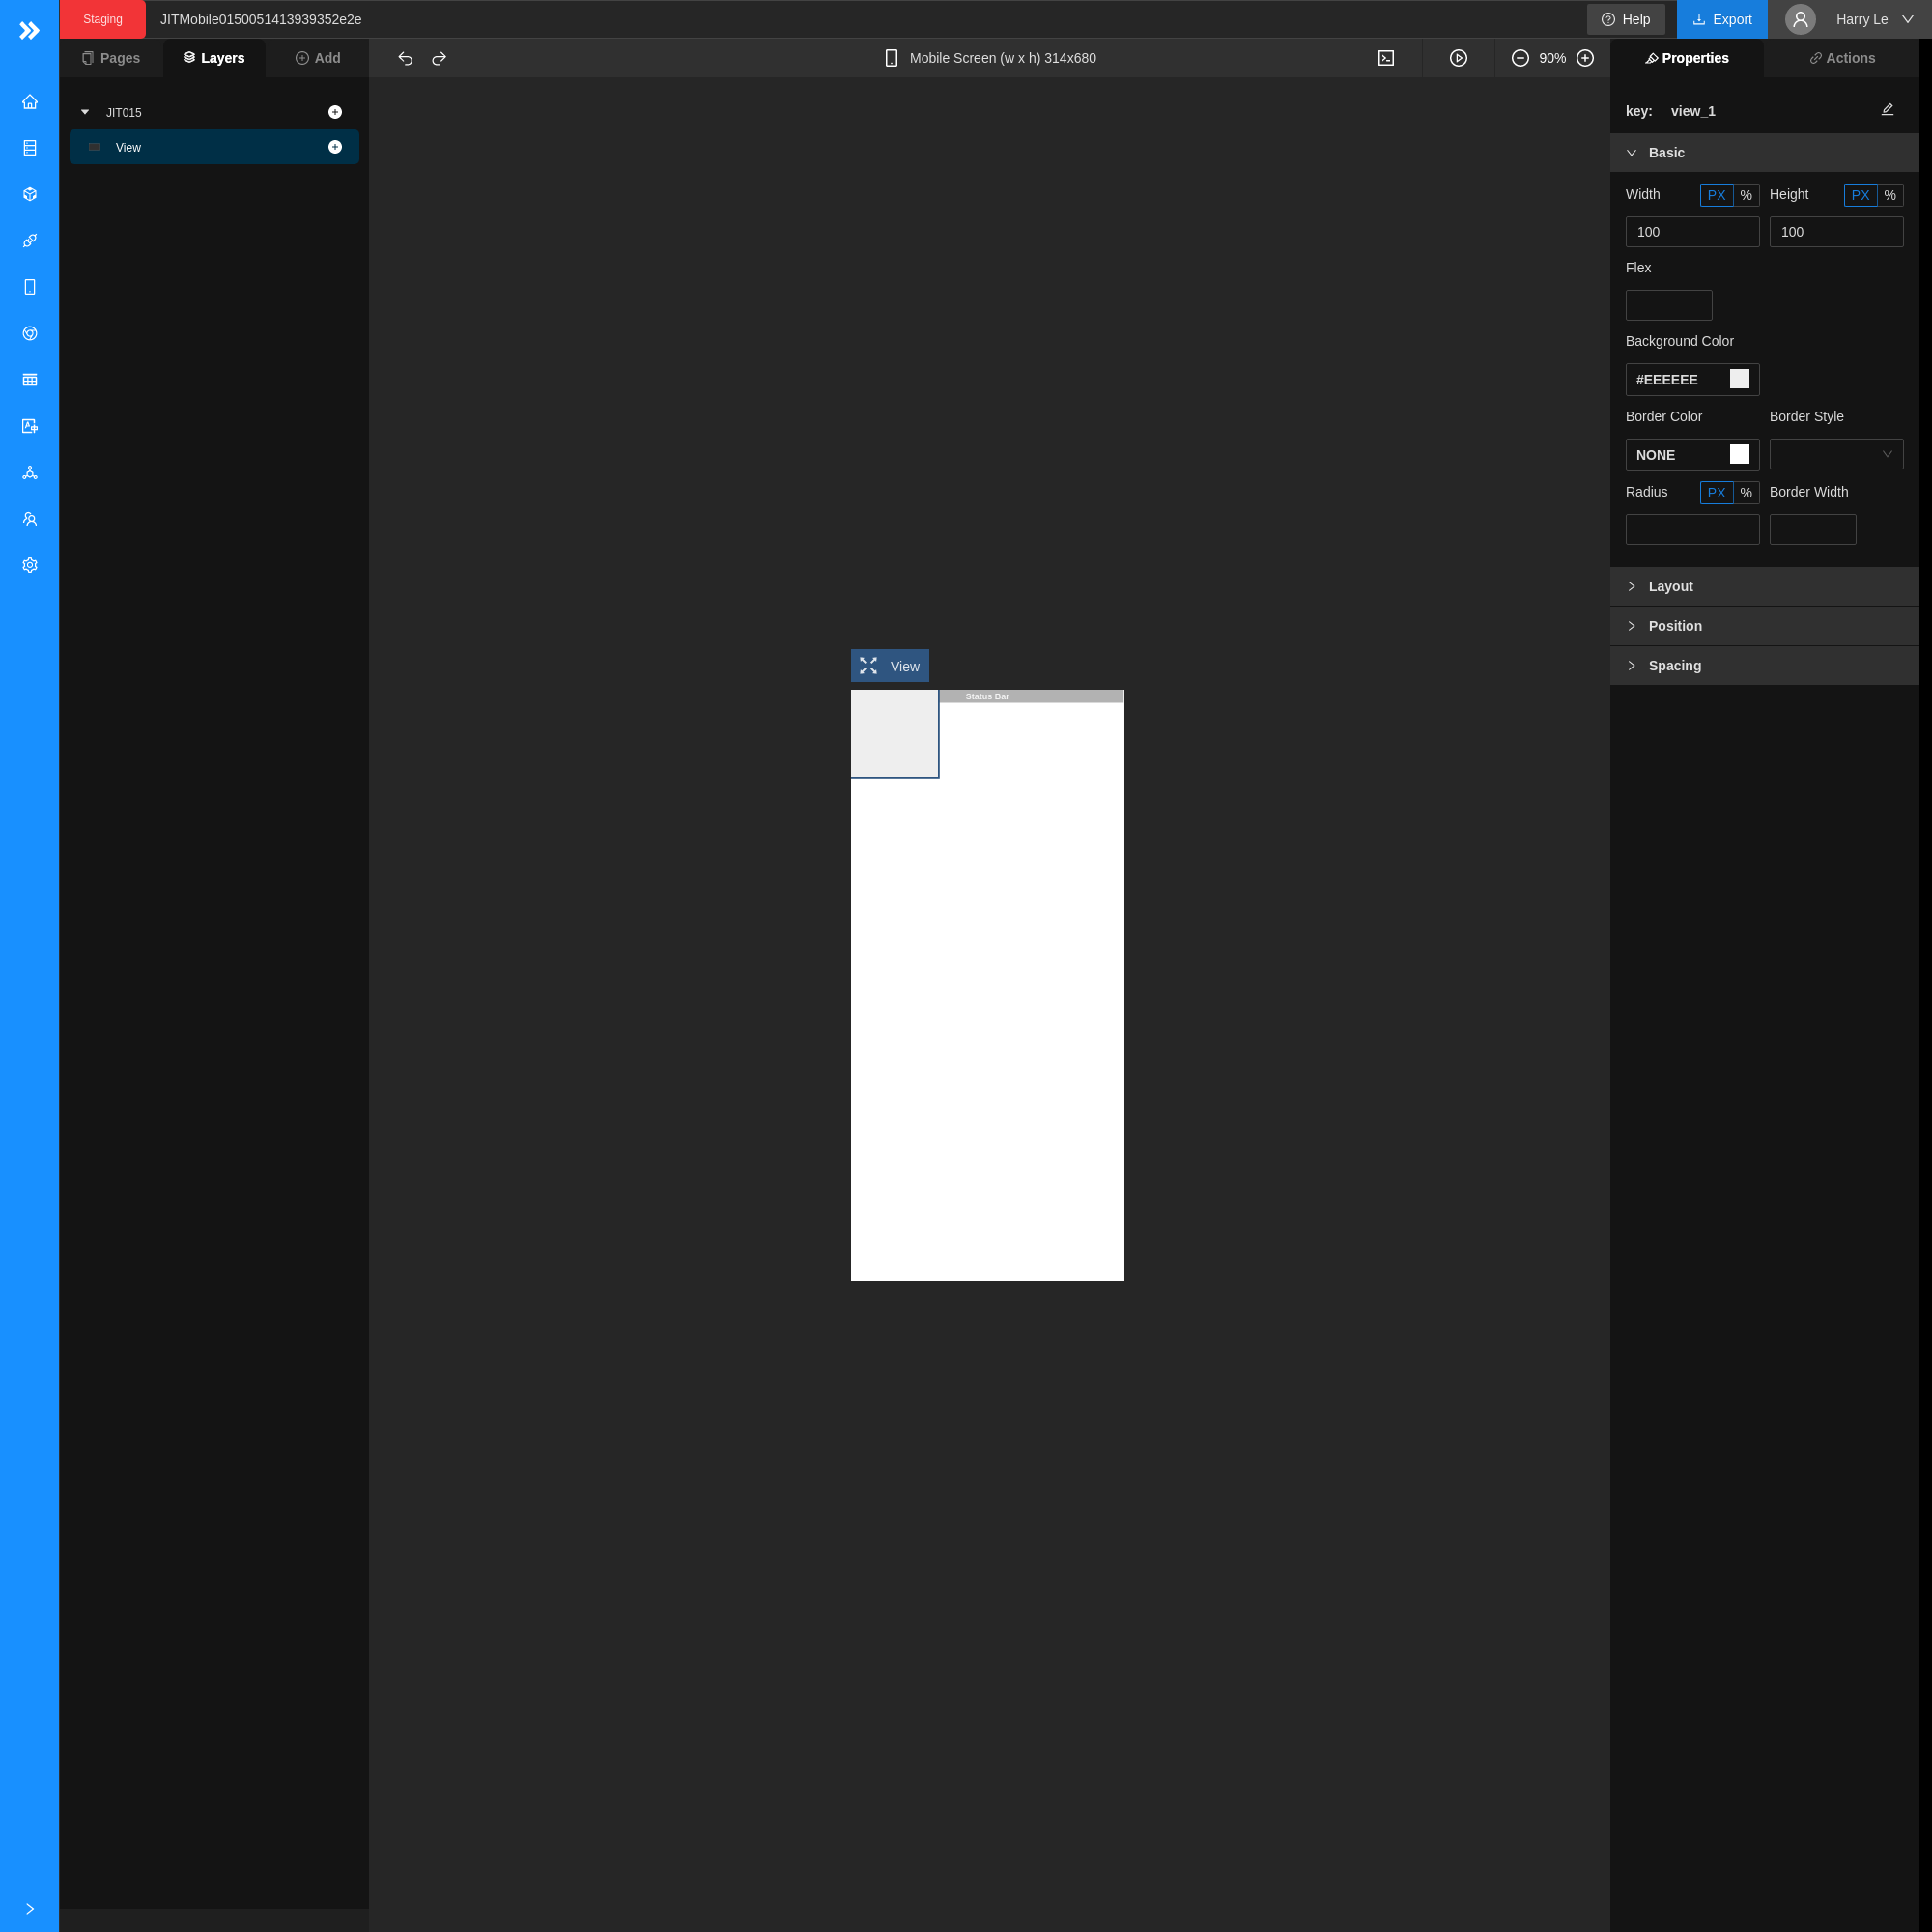 Staging
JITMobile0150051413939352e2e
Help
Export
Harry Le
Pages
Layers
Add
Mobile Screen (w x h) 314x680
90%
Properties
Actions
JIT015
View
key: view_1
Basic
Width PX % Height PX %
100 100
Flex
Background Color
#EEEEEE
Border Color Border Style
NONE
Radius PX % Border Width
Layout
Position
Spacing
View
Status Bar